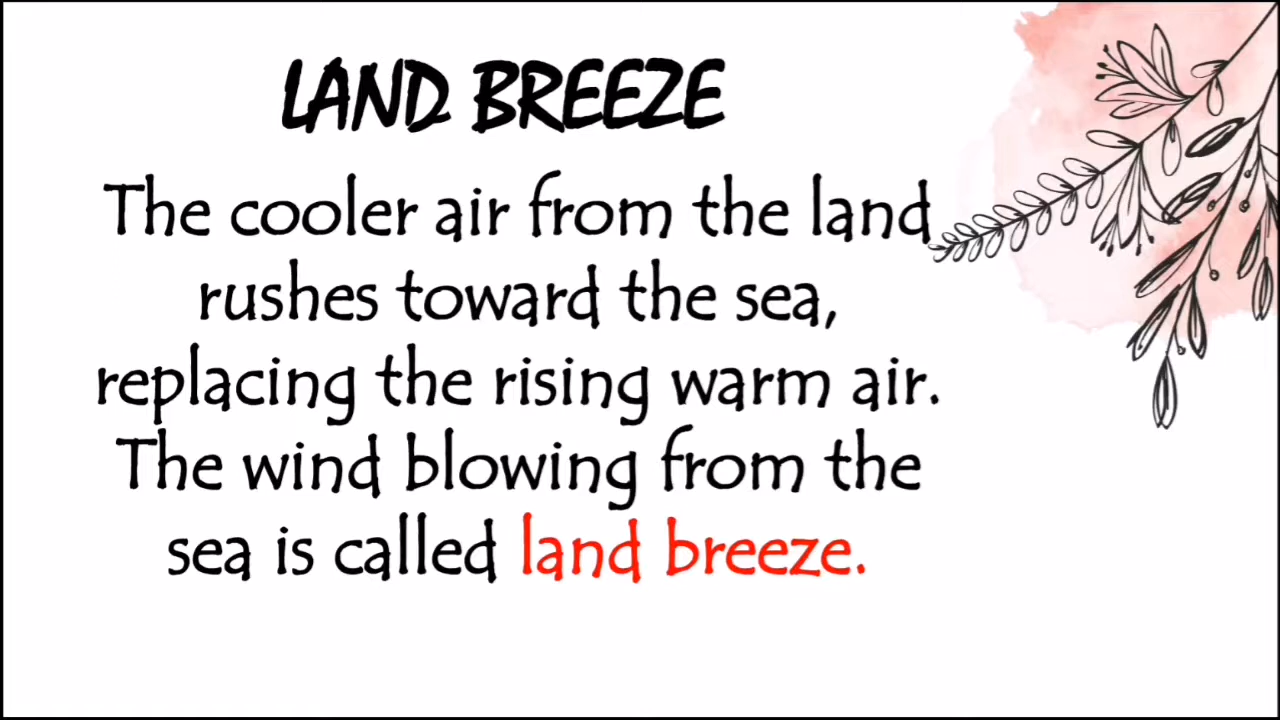 LAND BREEZE
The cooler air from the land
rushes toward the sea,
replacing the rising warm air.
The wind blowing from the
sea is called land breeze.